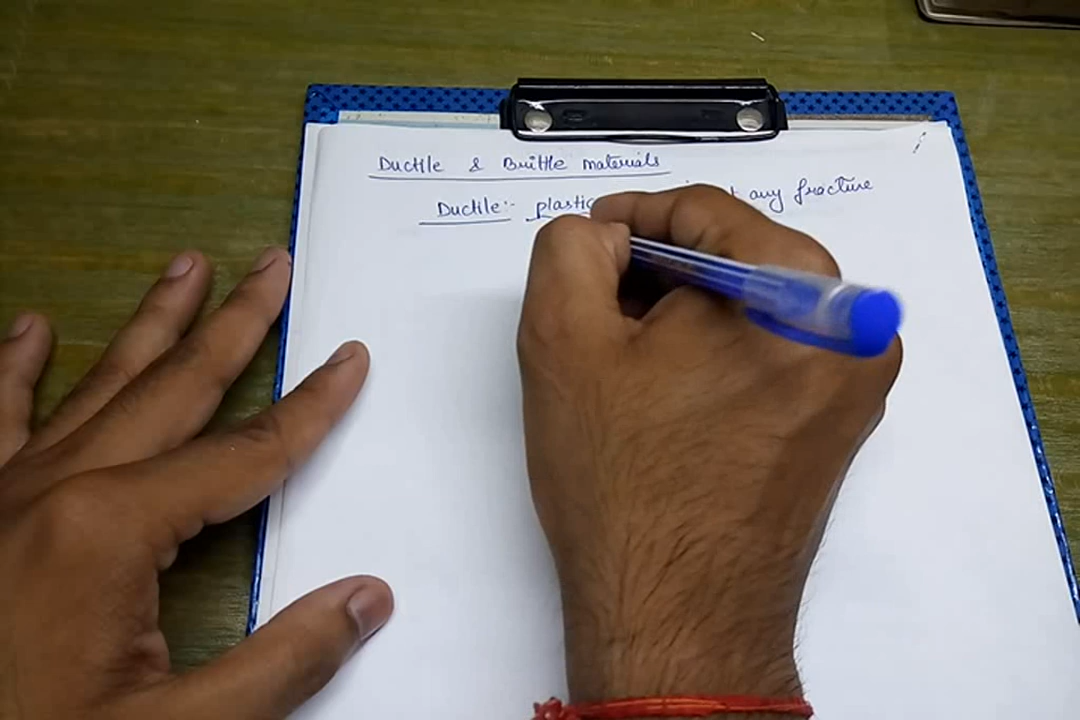 Ductile & Brittle materials
Ductile:- plastic any fracture